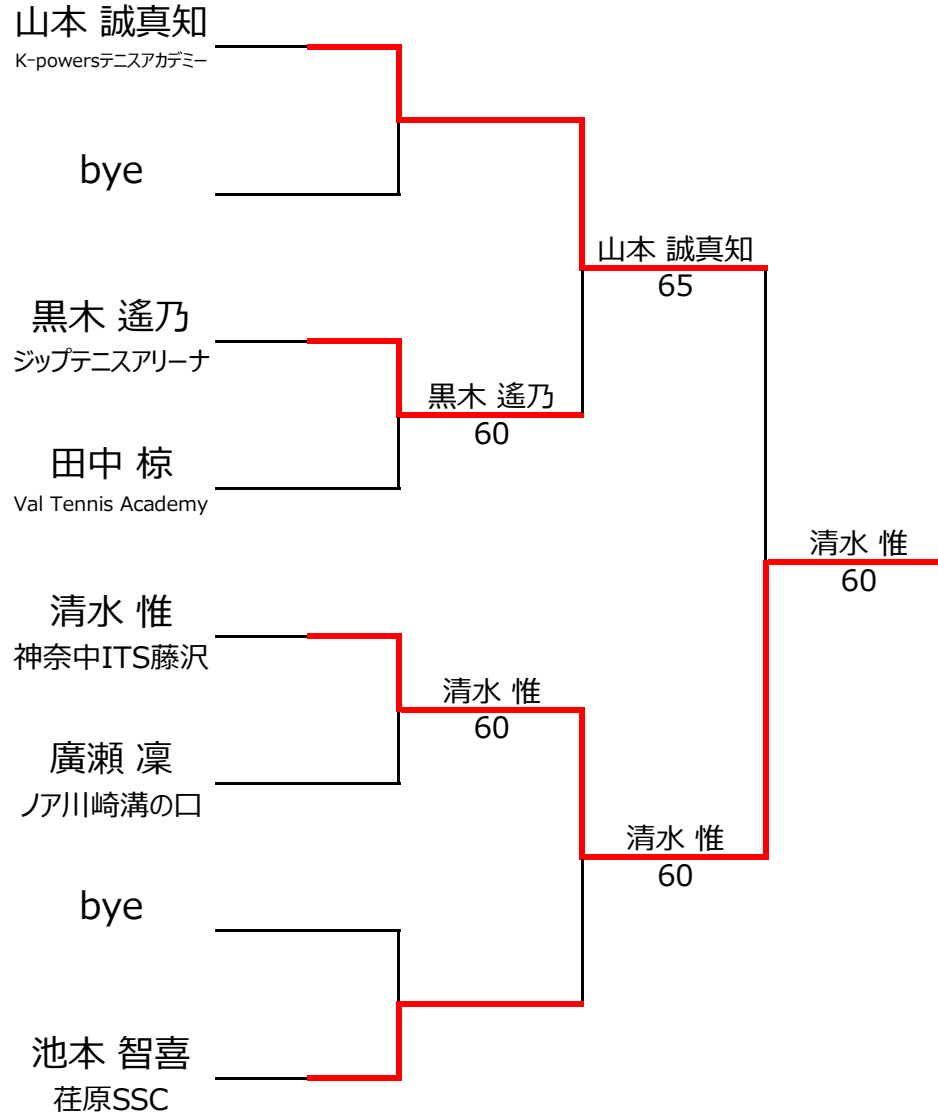 山本 誠真知
K-powersテニスアカデミー
bye
黒木 遙乃
ジップテニスアリーナ
田中 椋
Val Tennis Academy
清水 惟
神奈中ITS藤沢
廣瀬 凜
ノア川崎溝の口
bye
池本 智喜
荏原SSC
黒木 遙乃
60
清水 惟
60
山本 誠真知
65
清水 惟
60
清水 惟
60